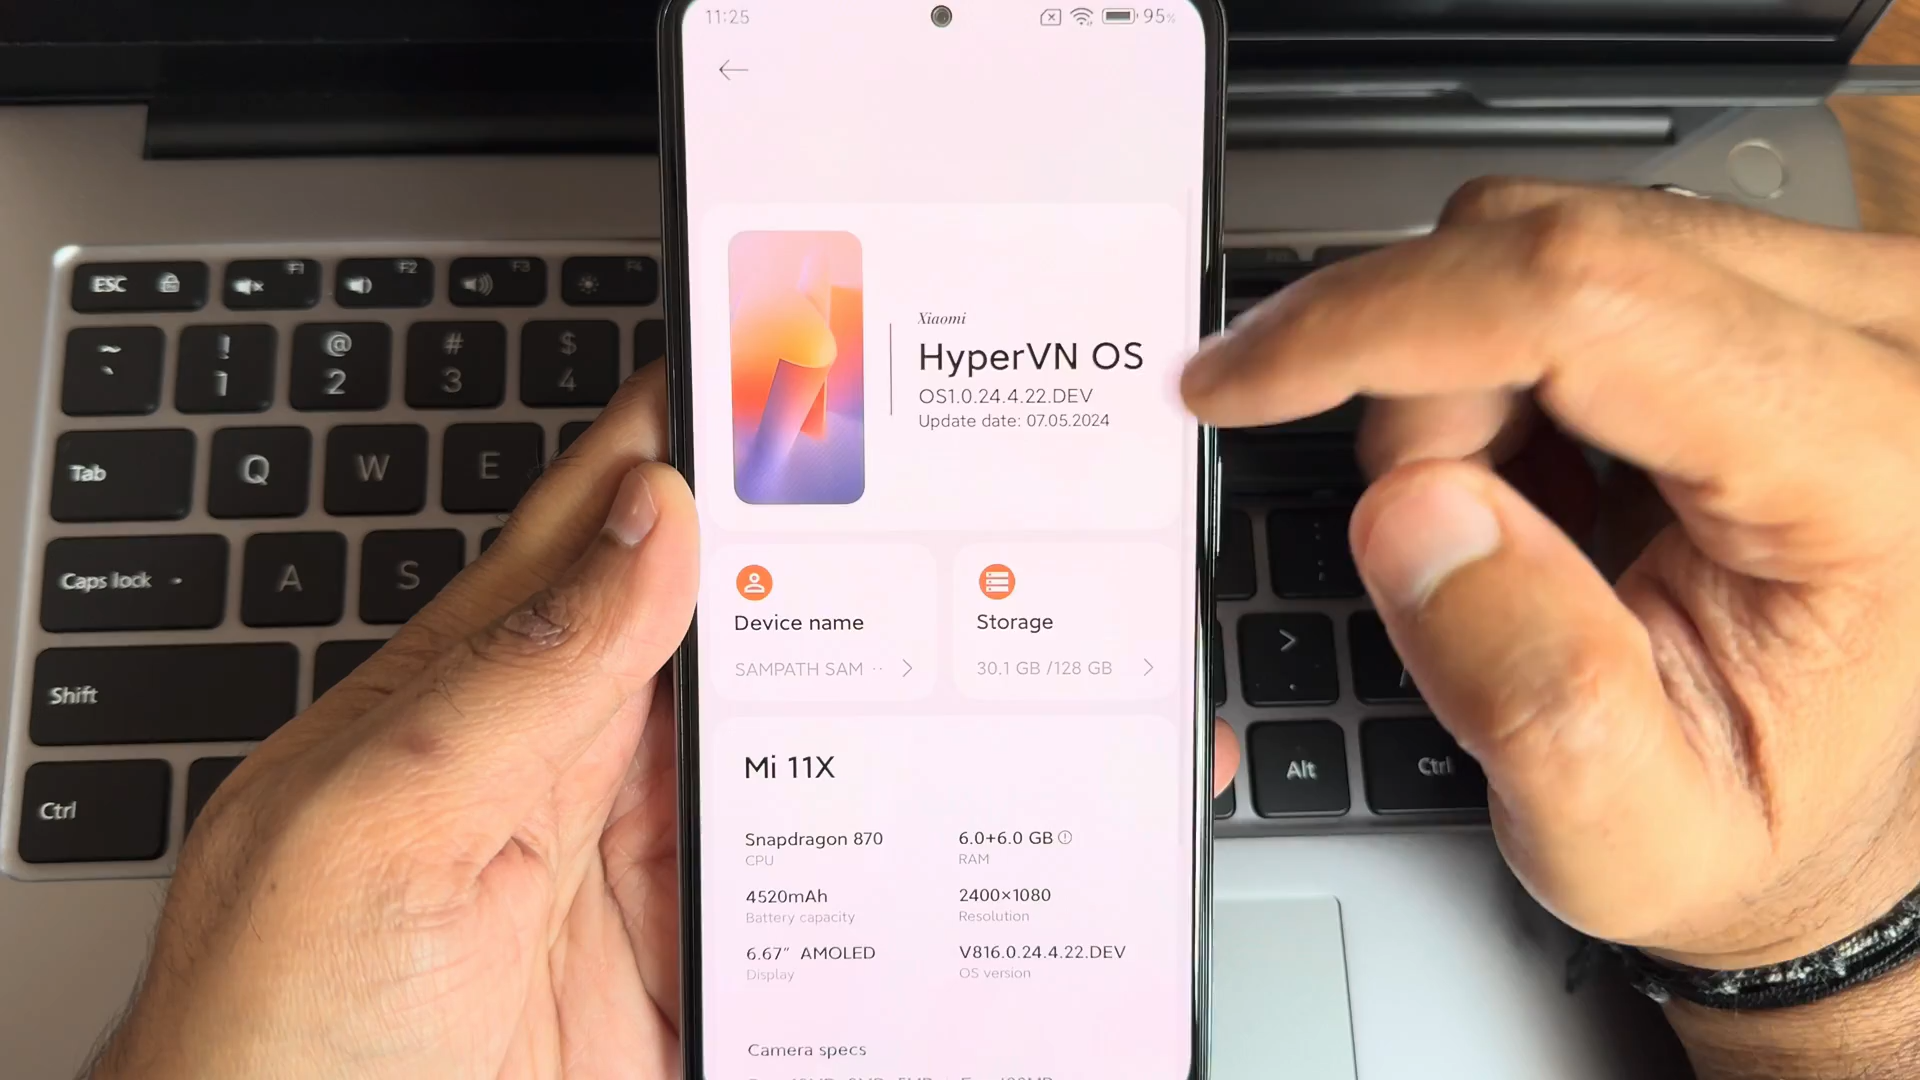 11:25
95%
Xiaomi
HyperVN OS
OS1.0.24.4.22.DEV
Update date: 07.05.2024
Device name
SAMPATH SAM ··
Storage
30.1 GB /128 GB
Mi 11X
Snapdragon 870
CPU
6.0+6.0 GB
RAM
4520mAh
Battery capacity
2400×1080
Resolution
6.67″ AMOLED
Display
V816.0.24.4.22.DEV
OS version
Camera specs
ESC
F1
F2
F3
F4
~
`
!
1
@
2
#
3
$
4
Tab
Q
W
E
Caps lock
A
S
Shift
>
.
Ctrl
Alt
Ctrl